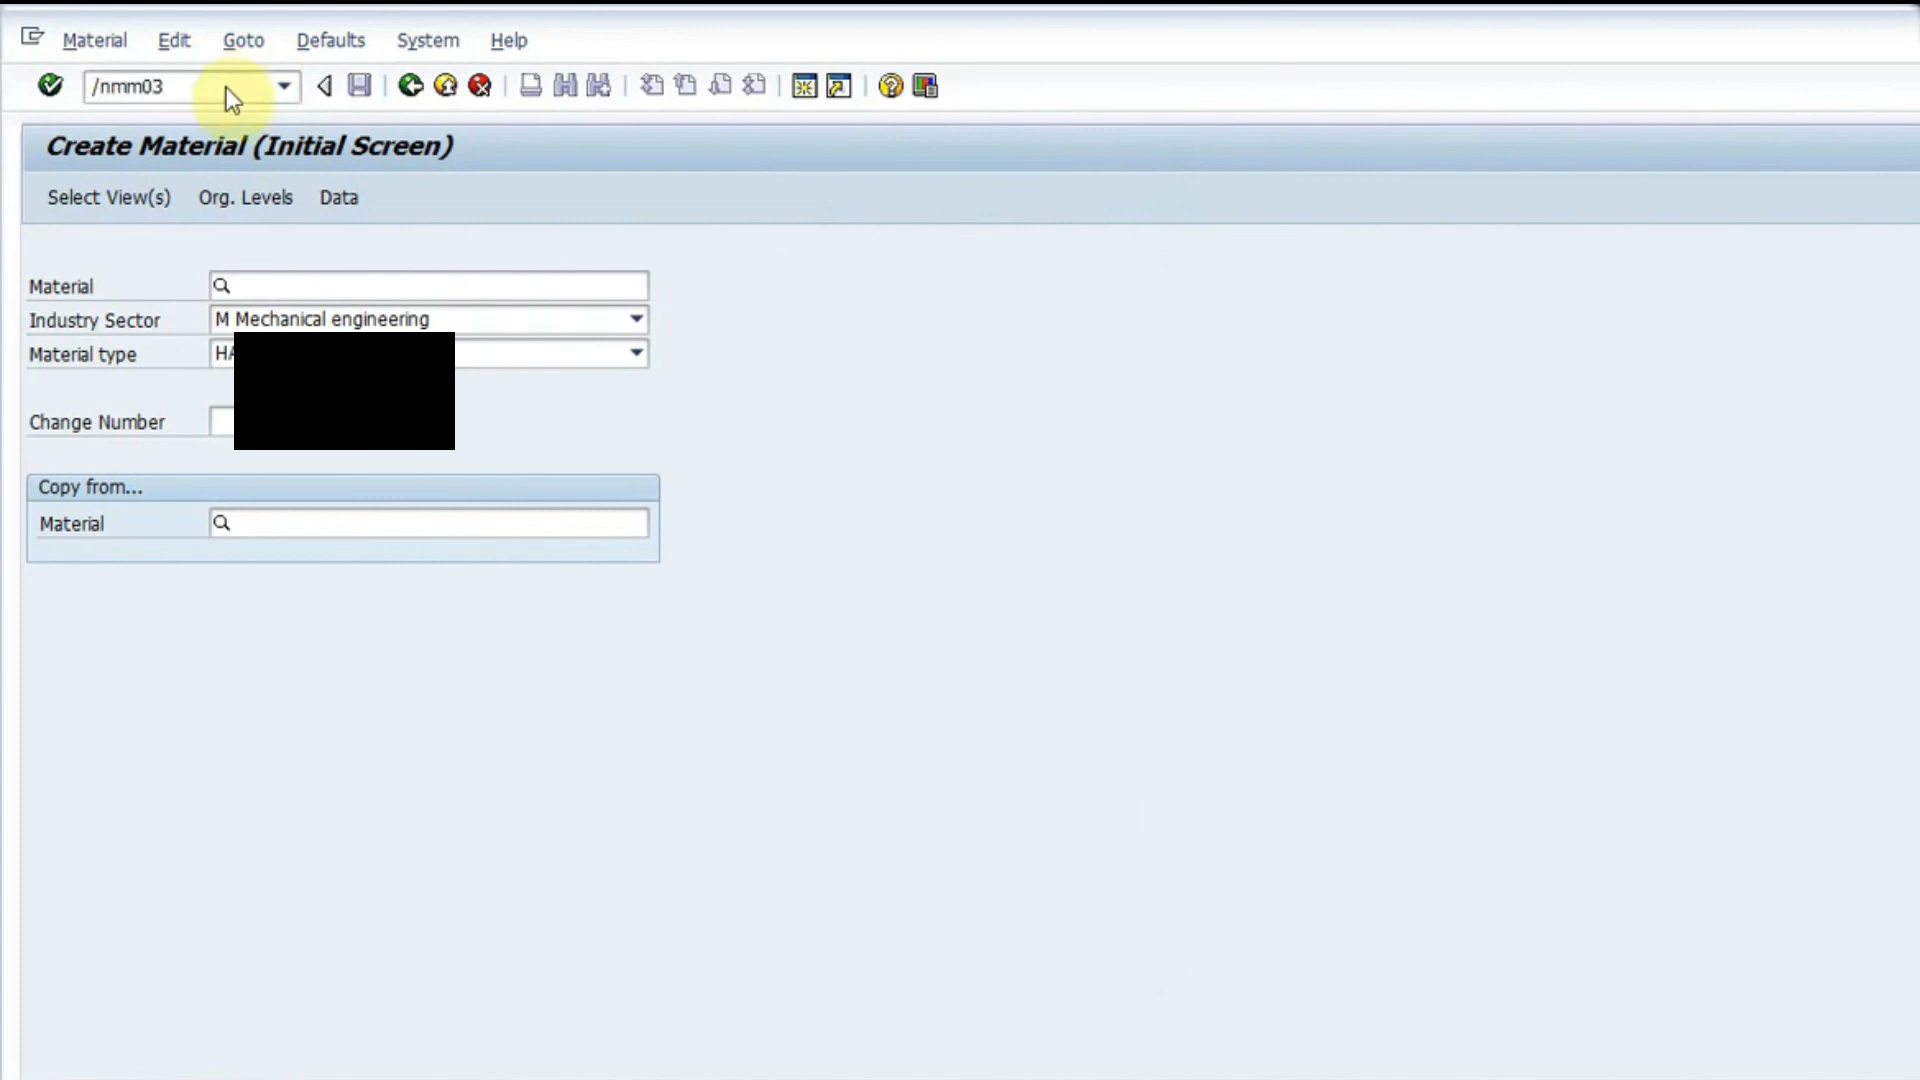 Material Edit Goto Defaults System Help
/nmm03
Create Material (Initial Screen)
Select View(s) Org. Levels Data
Material
Industry Sector M Mechanical engineering
Material type
Change Number
Copy from...
Material